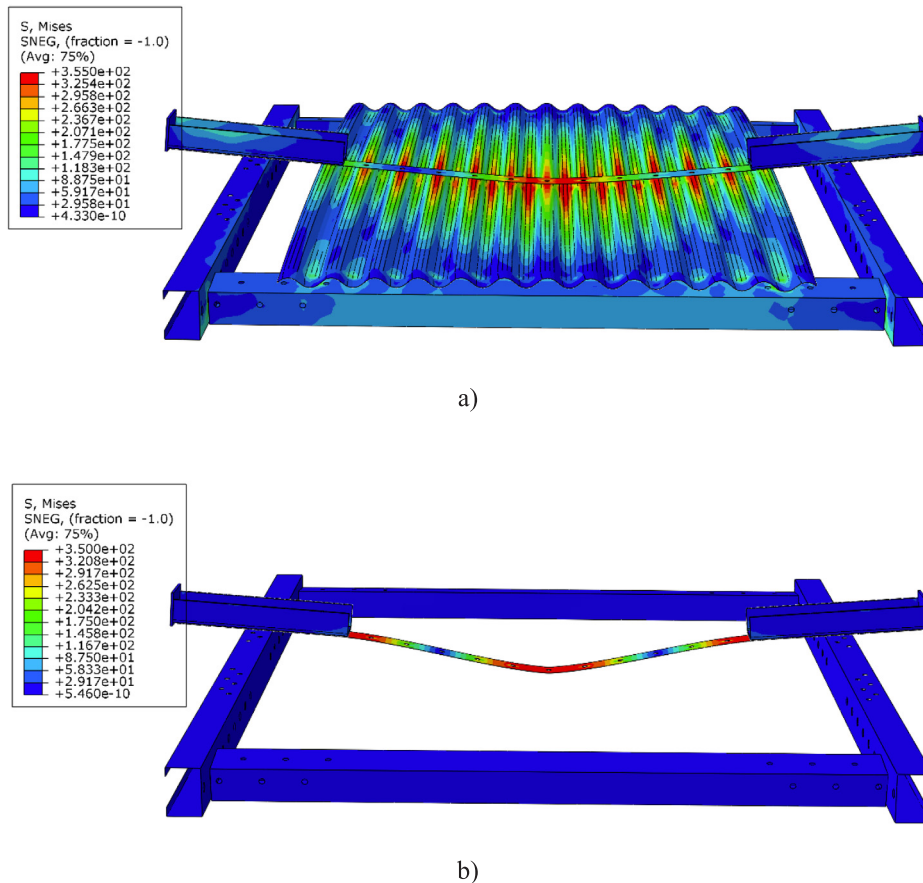 S, Mises
SNEG, (fraction = -1.0)
(Avg: 75%)
+3.550e+02
+3.254e+02
+2.958e+02
+2.663e+02
+2.367e+02
+2.071e+02
+1.775e+02
+1.479e+02
+1.183e+02
+8.875e+01
+5.917e+01
+2.958e+01
+4.330e-10
a)
S, Mises
SNEG, (fraction = -1.0)
(Avg: 75%)
+3.500e+02
+3.208e+02
+2.917e+02
+2.625e+02
+2.333e+02
+2.042e+02
+1.750e+02
+1.458e+02
+1.167e+02
+8.750e+01
+5.833e+01
+2.917e+01
+5.460e-10
b)